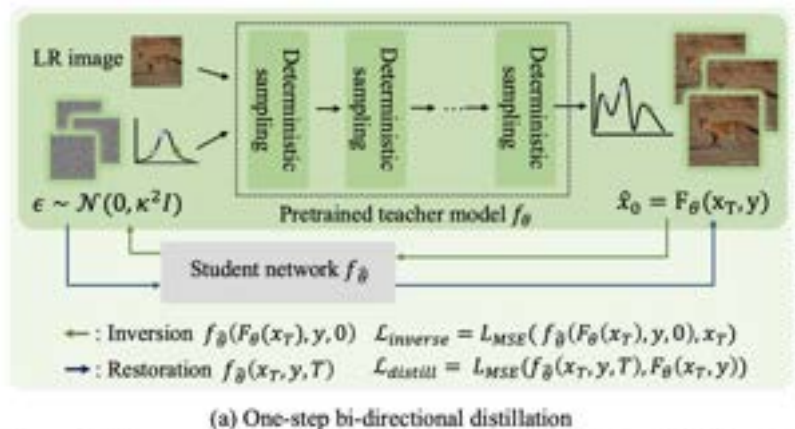 LR image
Deterministic sampling
Deterministic sampling
...
Deterministic sampling
ϵ ~ 𝒩(0, κ²I)
Pretrained teacher model f_θ
x̂₀ = F_θ(x_T, y)
Student network f_θ̂
: Inversion f_θ̂(F_θ(x_T), y, 0) ℒ_inverse = L_MSE(f_θ̂(F_θ(x_T), y, 0), x_T)
: Restoration f_θ̂(x_T, y, T) ℒ_distill = L_MSE(f_θ̂(x_T, y, T), F_θ(x_T, y))
(a) One-step bi-directional distillation